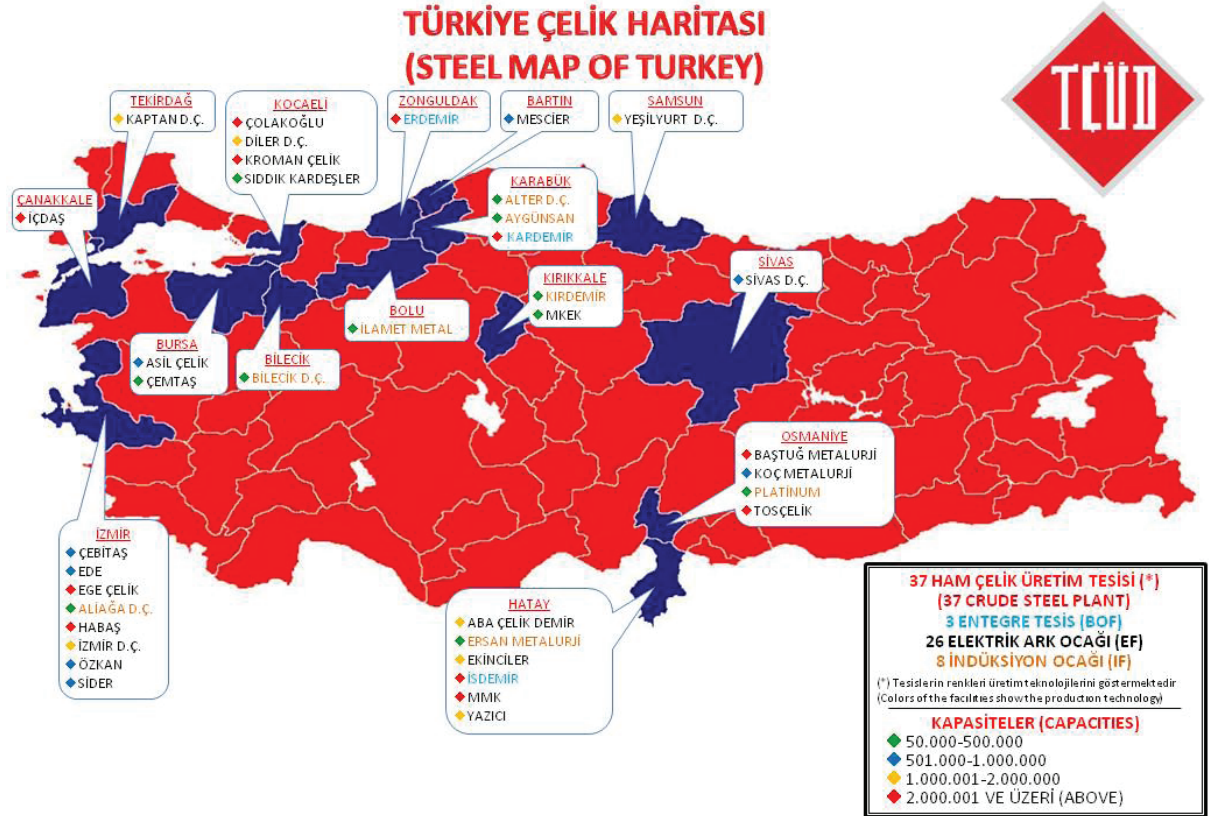 TÜRKİYE ÇELİK HARİTASI
(STEEL MAP OF TURKEY)
TÇÜD
TEKİRDAĞ
KAPTAN D.Ç.
KOCAELİ
ÇOLAKOĞLU
DİLER D.Ç.
KROMAN ÇELİK
SIDDIK KARDEŞLER
ZONGULDAK
ERDEMİR
BARTIN
MESCİER
SAMSUN
YEŞİLYURT D.Ç.
ÇANAKKALE
İÇDAŞ
KARABÜK
ALTER D.Ç.
AYGÜNSAN
KARDEMİR
SİVAS
SİVAS D.Ç.
KIRIKKALE
KIRDEMİR
MKEK
BOLU
İLAMET METAL
BURSA
ASİL ÇELİK
ÇEMTAŞ
BİLECİK
BİLECİK D.Ç.
OSMANİYE
BAŞTUĞ METALURJİ
KOÇ METALURJİ
PLATİNUM
TOSÇELİK
İZMİR
ÇEBİTAŞ
EDE
EGE ÇELİK
ALİAĞA D.Ç.
HABAŞ
İZMİR D.Ç.
ÖZKAN
SİDER
HATAY
ABA ÇELİK DEMİR
ERSAN METALURJİ
EKİNCİLER
İSDEMİR
MMK
YAZICI
37 HAM ÇELİK ÜRETİM TESİSİ (*)
(37 CRUDE STEEL PLANT)
3 ENTEGRE TESİS (BOF)
26 ELEKTRİK ARK OCAĞI (EF)
8 İNDÜKSİYON OCAĞI (IF)
(*) Tesislerin renkleri üretim teknolojilerini göstermektedir
(Colors of the facilities show the production technology)
KAPASİTELER (CAPACITIES)
50.000-500.000
501.000-1.000.000
1.000.001-2.000.000
2.000.001 VE ÜZERİ (ABOVE)